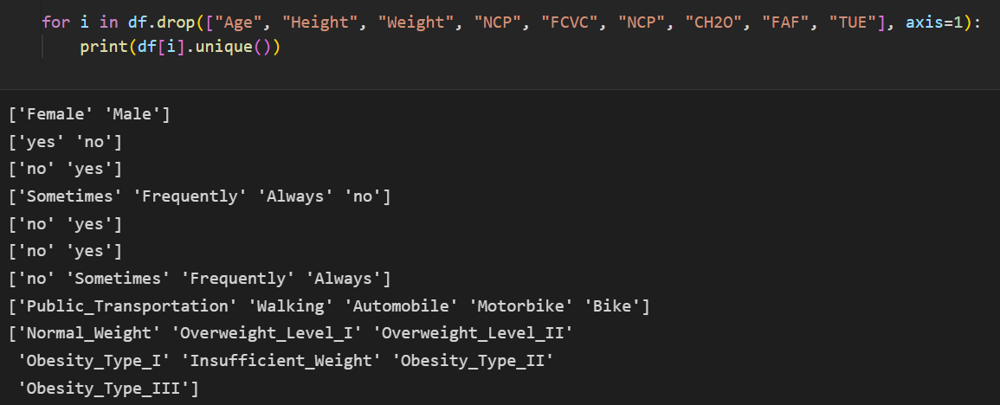 for i in df.drop(["Age", "Height", "Weight", "NCP", "FCVC", "NCP", "CH2O", "FAF", "TUE"], axis=1):
    print(df[i].unique())
['Female' 'Male']
['yes' 'no']
['no' 'yes']
['Sometimes' 'Frequently' 'Always' 'no']
['no' 'yes']
['no' 'yes']
['no' 'Sometimes' 'Frequently' 'Always']
['Public_Transportation' 'Walking' 'Automobile' 'Motorbike' 'Bike']
['Normal_Weight' 'Overweight_Level_I' 'Overweight_Level_II'
 'Obesity_Type_I' 'Insufficient_Weight' 'Obesity_Type_II'
 'Obesity_Type_III']